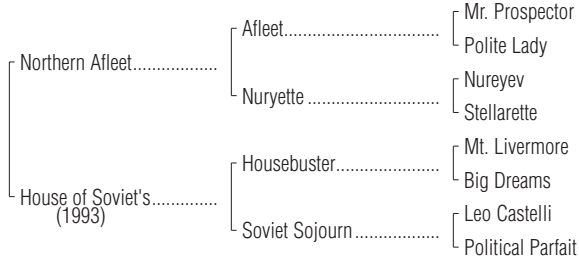 Mr. Prospector
Afleet..................................
Polite Lady
Northern Afleet..................
Nureyev
Nuryette.............................
Stellarette
Mt. Livermore
Housebuster.......................
Big Dreams
House of Soviet's..............
(1993)
Leo Castelli
Soviet Sojourn...................
Political Parfait